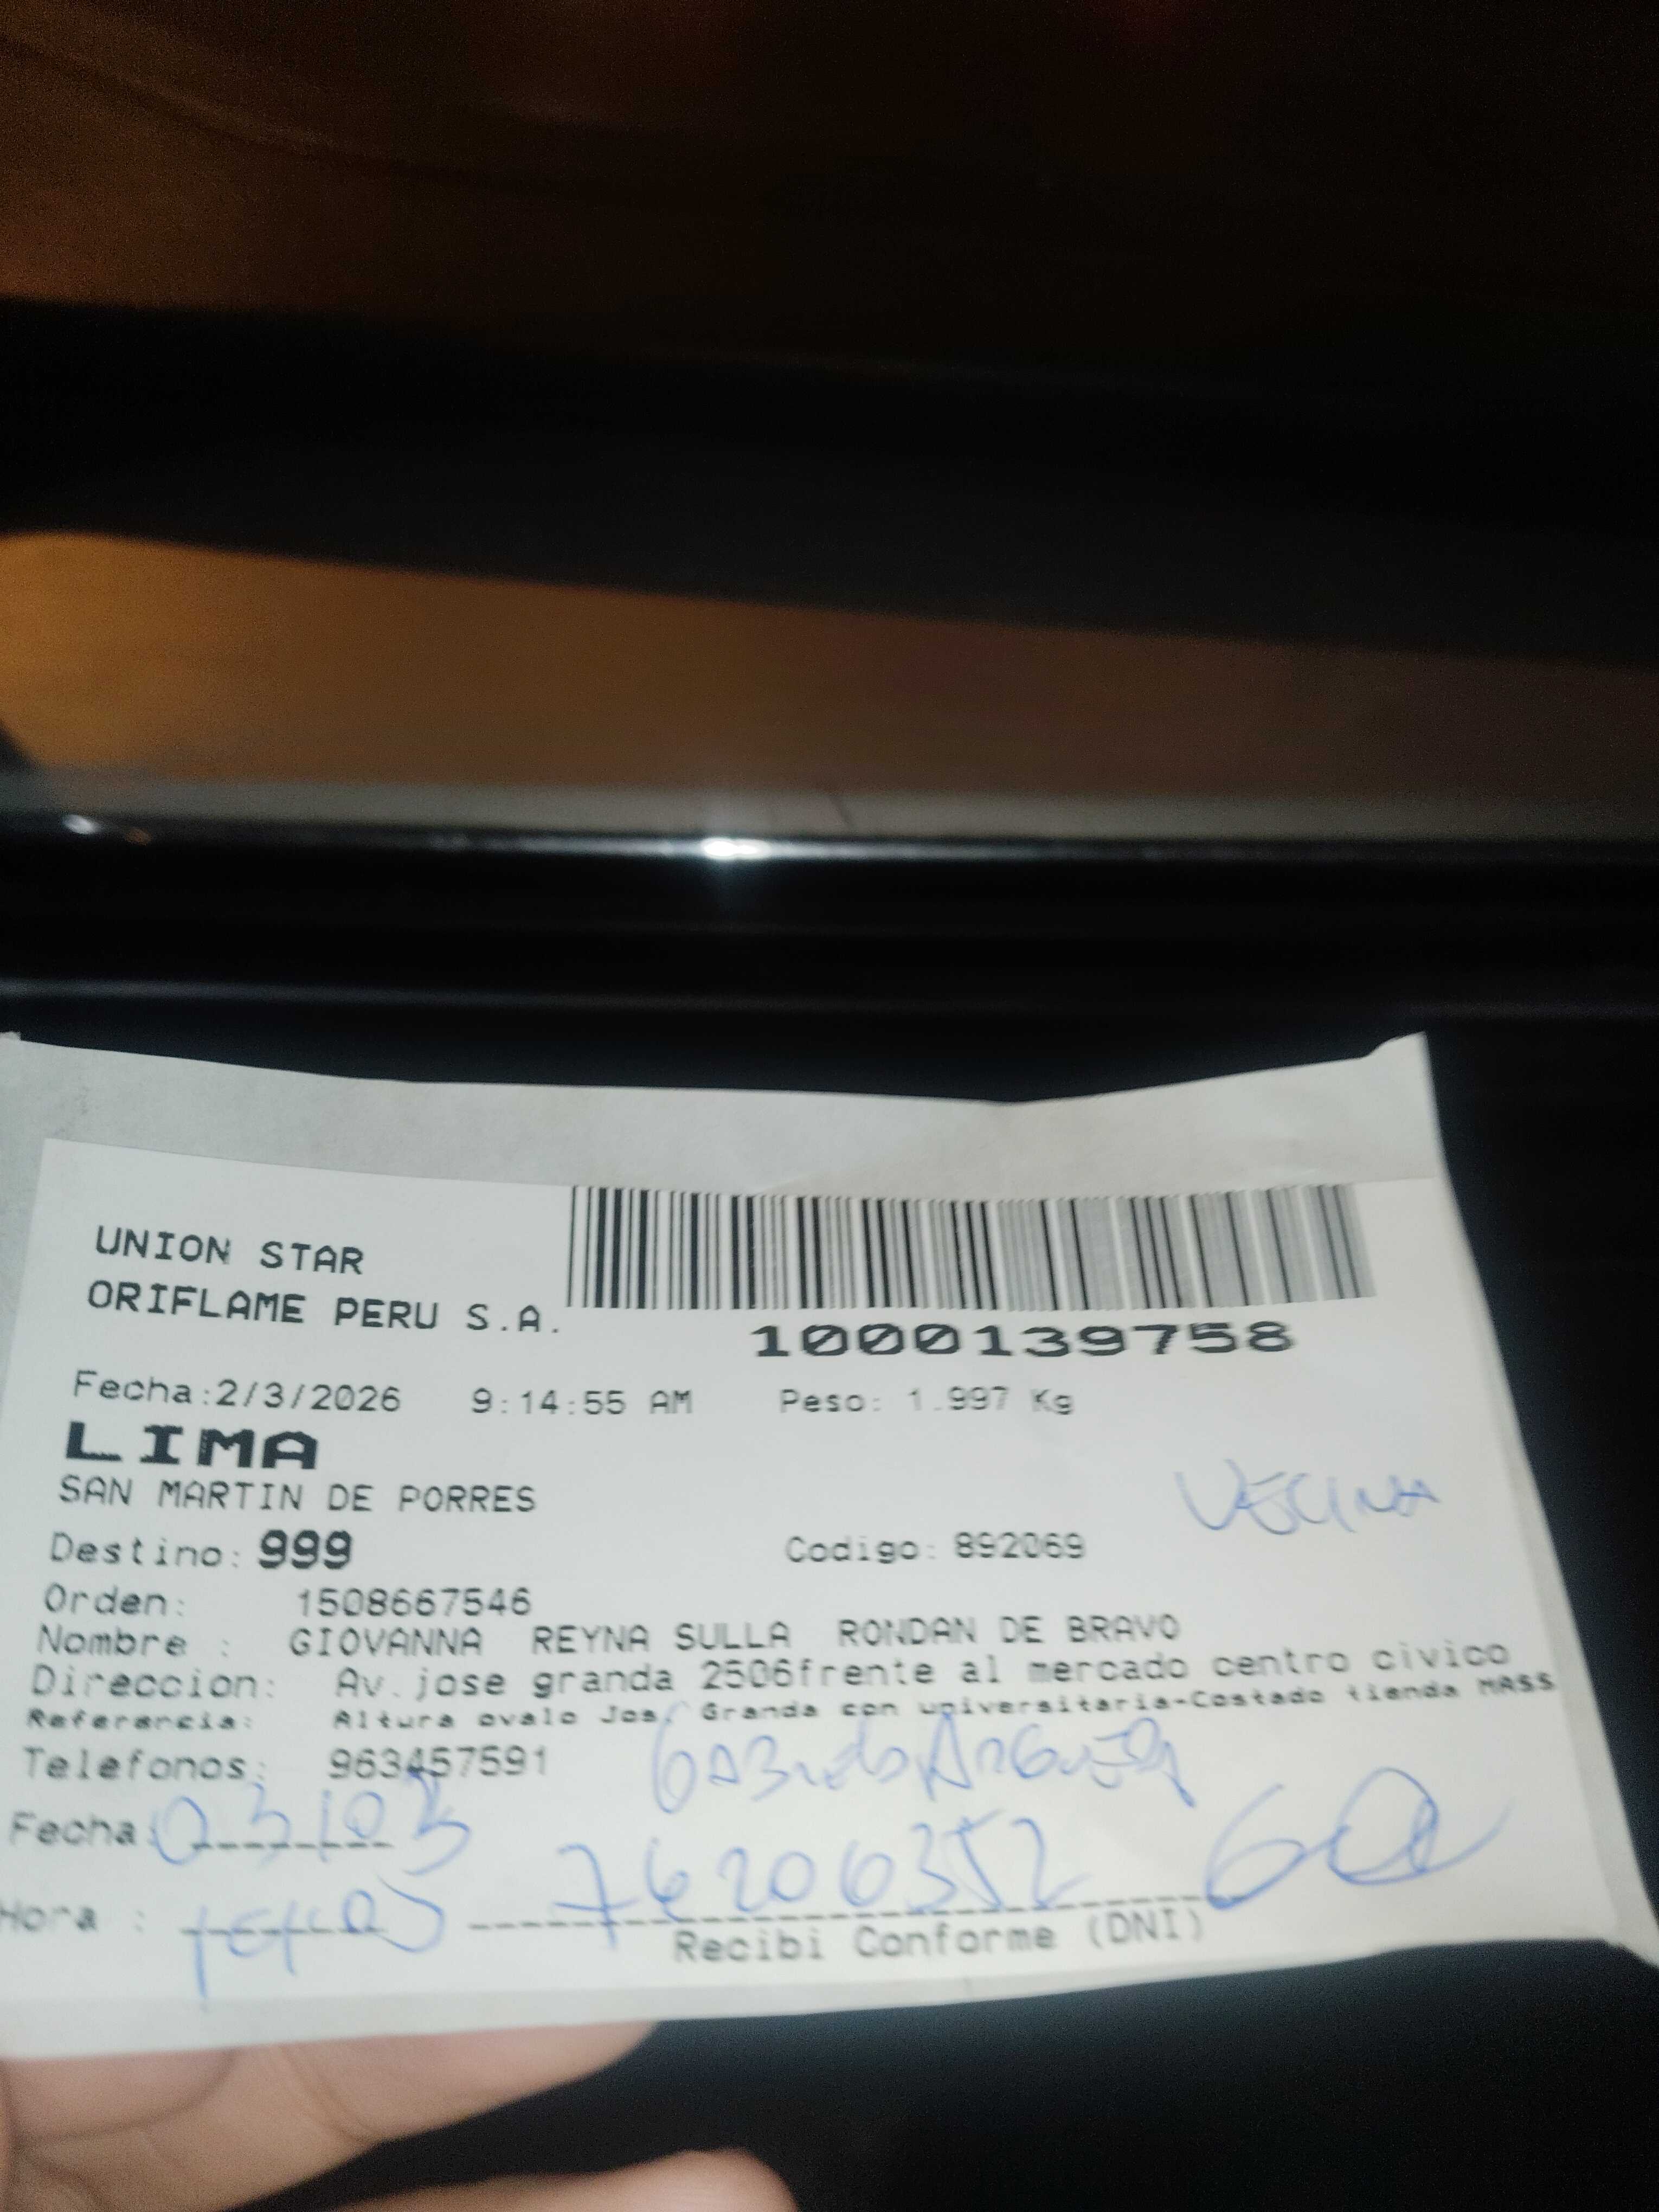 UNION STAR
ORIFLAME PERU S.A.
1000139758
Fecha:2/3/2026 9:14:55 AM Peso: 1.997 Kg
LIMA
SAN MARTIN DE PORRES
VECINA
Destino: 999 Codigo: 892069
Orden: 1508667546
Nombre : GIOVANNA REYNA SULLA RONDAN DE BRAVO
Direccion: Av.jose granda 2506frente al mercado centro civico
Referencia: Altura ovalo Jos. Granda con universitaria-Costado tienda MASS
Telefonos: 963457591
Fecha: 03/03
Hora : 76206352
Recibi Conforme (DNI)